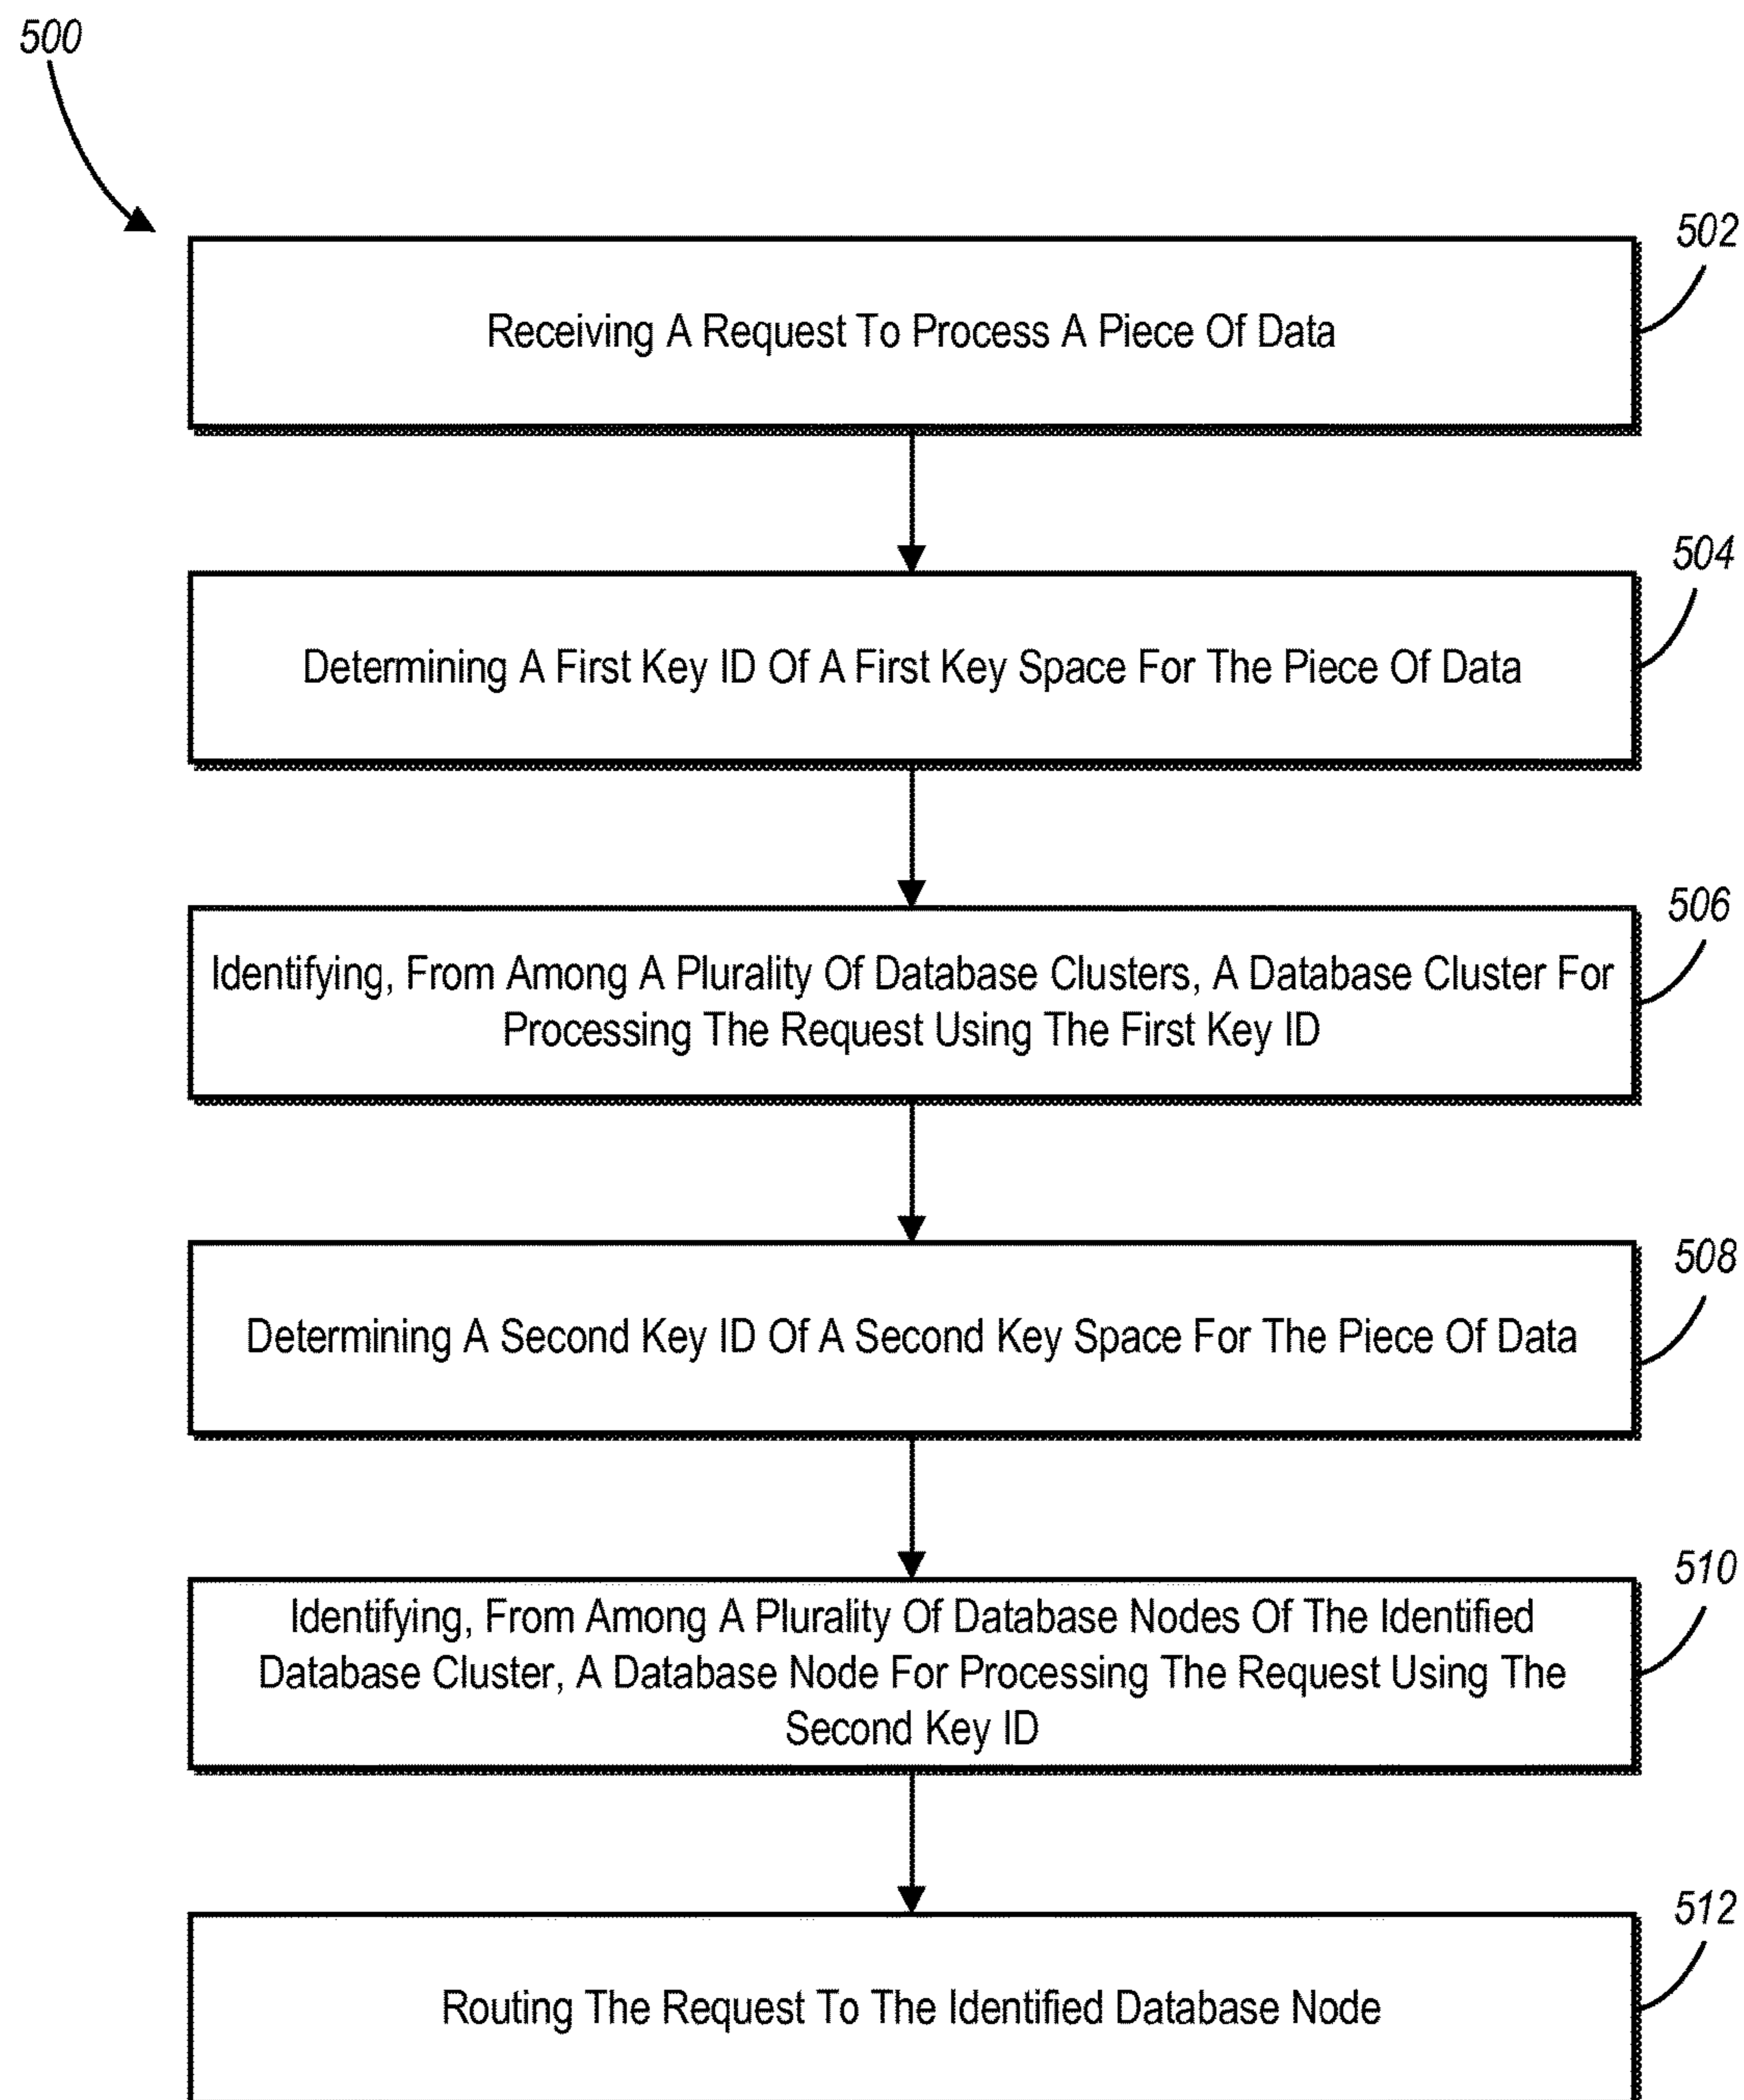 500
502
Receiving A Request To Process A Piece Of Data
504
Determining A First Key ID Of A First Key Space For The Piece Of Data
506
Identifying, From Among A Plurality Of Database Clusters, A Database Cluster For
Processing The Request Using The First Key ID
508
Determining A Second Key ID Of A Second Key Space For The Piece Of Data
510
Identifying, From Among A Plurality Of Database Nodes Of The Identified
Database Cluster, A Database Node For Processing The Request Using The
Second Key ID
512
Routing The Request To The Identified Database Node